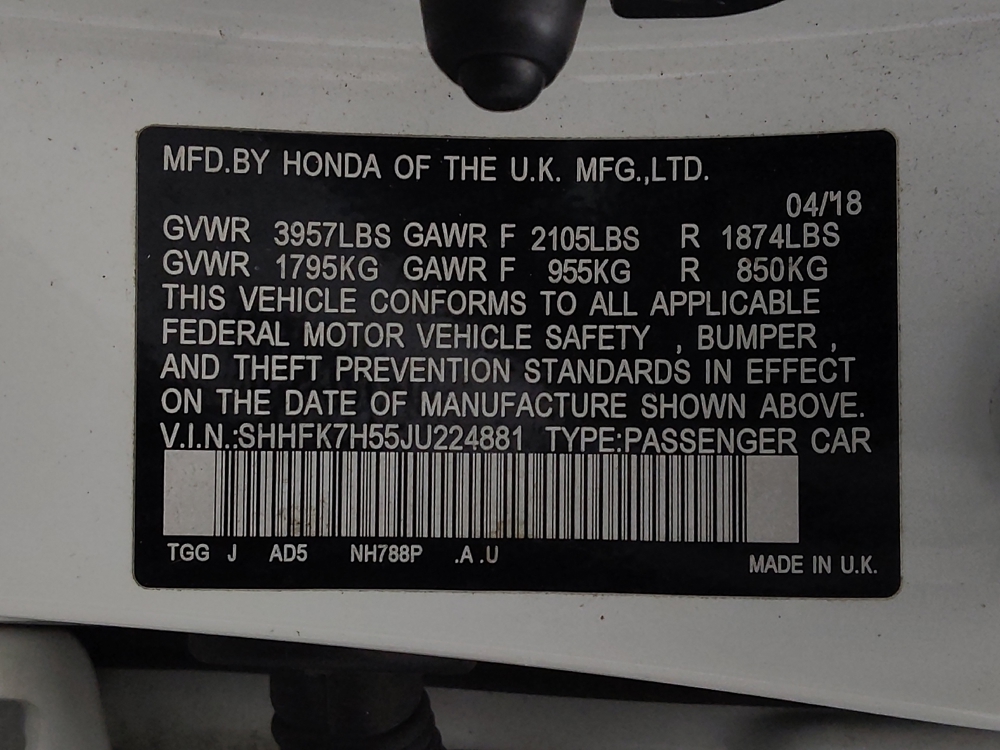 MFD.BY HONDA OF THE U.K. MFG.,LTD.
04/18
GVWR 3957LBS GAWR F 2105LBS R 1874LBS
GVWR 1795KG GAWR F 955KG R 850KG
THIS VEHICLE CONFORMS TO ALL APPLICABLE
FEDERAL MOTOR VEHICLE SAFETY , BUMPER ,
AND THEFT PREVENTION STANDARDS IN EFFECT
ON THE DATE OF MANUFACTURE SHOWN ABOVE.
V.I.N.:SHHFK7H55JU224881 TYPE:PASSENGER CAR
TGG J AD5 NH788P .A .U
MADE IN U.K.